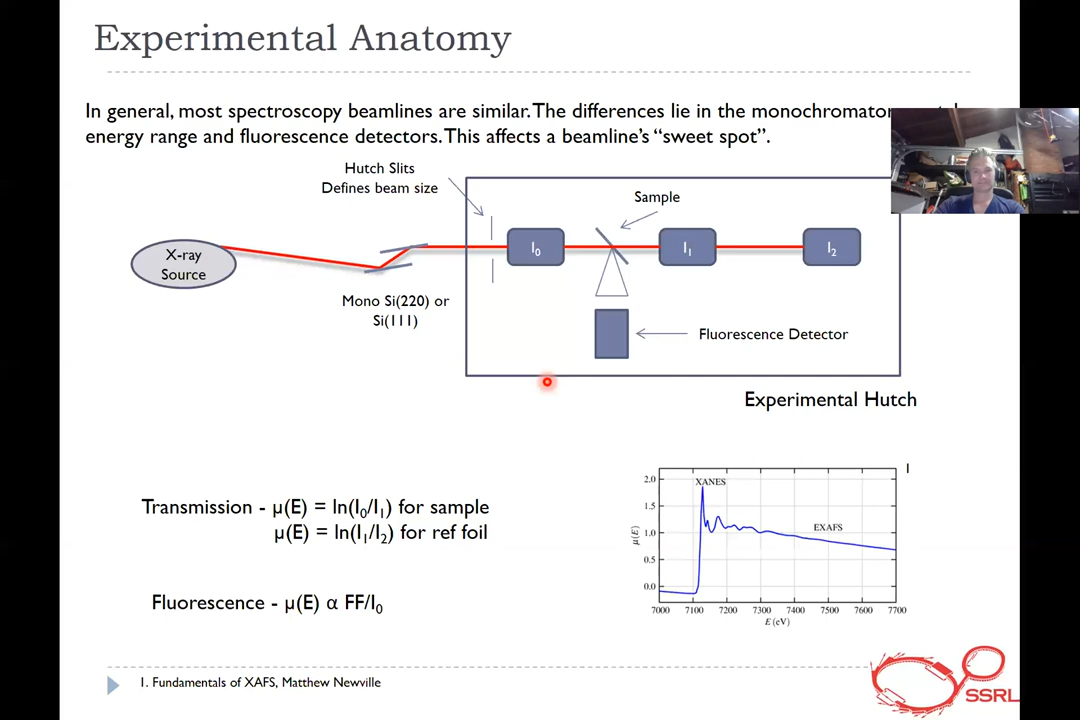 Experimental Anatomy
In general, most spectroscopy beamlines are similar. The differences lie in the monochromator
energy range and fluorescence detectors. This affects a beamline's “sweet spot”.
Hutch Slits
Defines beam size
Sample
X-ray
Source
I₀
I₁
I₂
Mono Si(220) or
Si(111)
Fluorescence Detector
Experimental Hutch
Transmission - μ(E) = ln(I₀/I₁) for sample
μ(E) = ln(I₁/I₂) for ref foil
Fluorescence - μ(E) α FF/I₀
XANES
EXAFS
2.0
1.5
1.0
0.5
0.0
μ(E)
7000 7100 7200 7300 7400 7500 7600 7700
E (eV)
1
1. Fundamentals of XAFS, Matthew Newville
SSRL